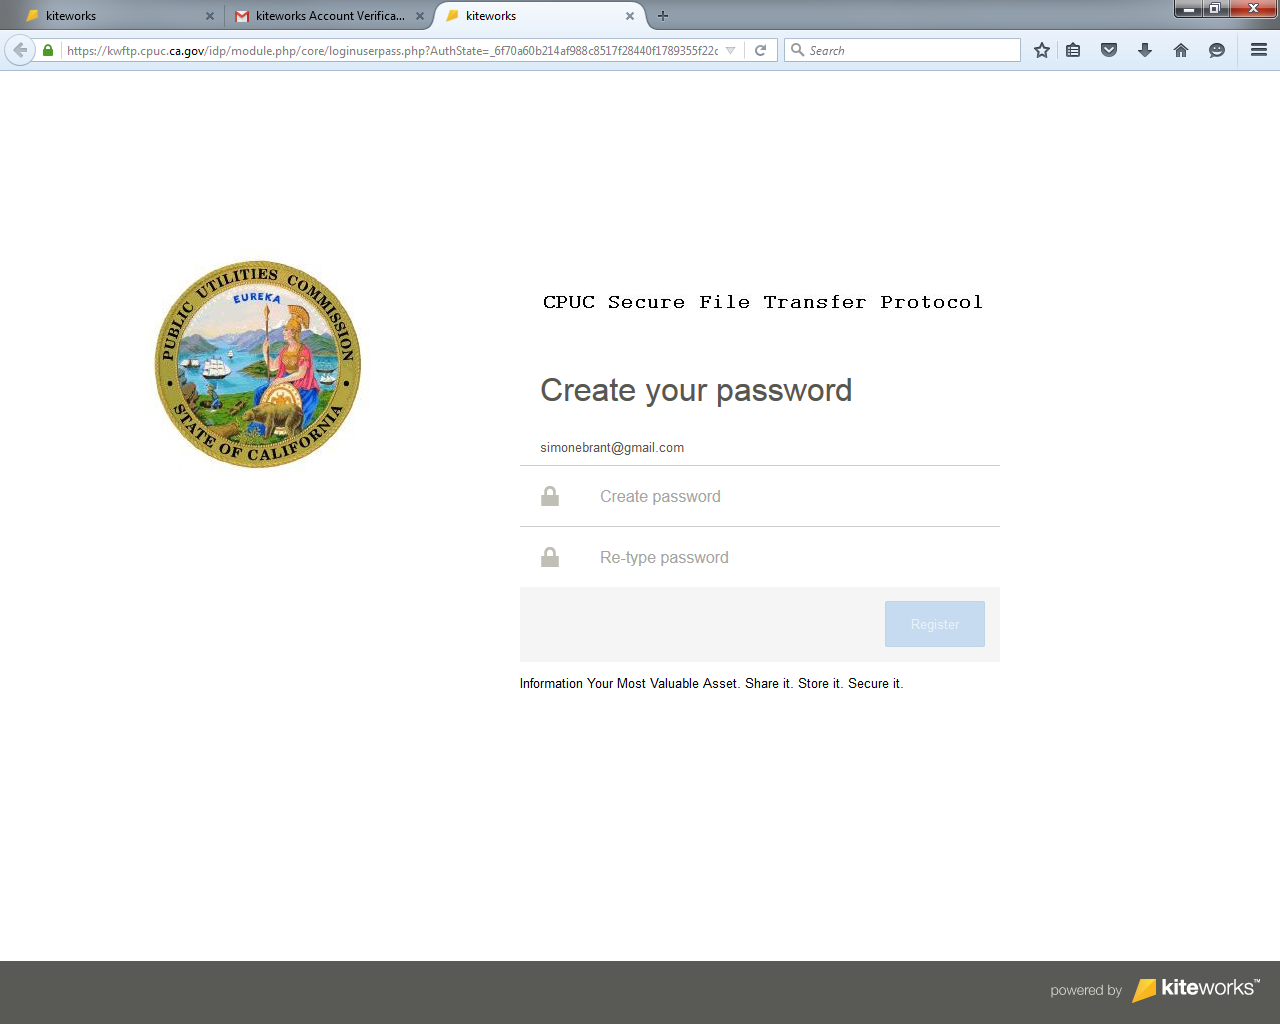 kiteworks
kiteworks Account Verifica...
kiteworks
https://kwftp.cpuc.ca.gov/idp/module.php/core/loginuserpass.php?AuthState=_6f70a60b214af988c8517f28440f1789355f22c
Search
PUBLIC UTILITIES COMMISSION
EUREKA
STATE OF CALIFORNIA
CPUC Secure File Transfer Protocol
Create your password
simonebrant@gmail.com
Create password
Re-type password
Register
Information Your Most Valuable Asset. Share it. Store it. Secure it.
powered by kiteworks™